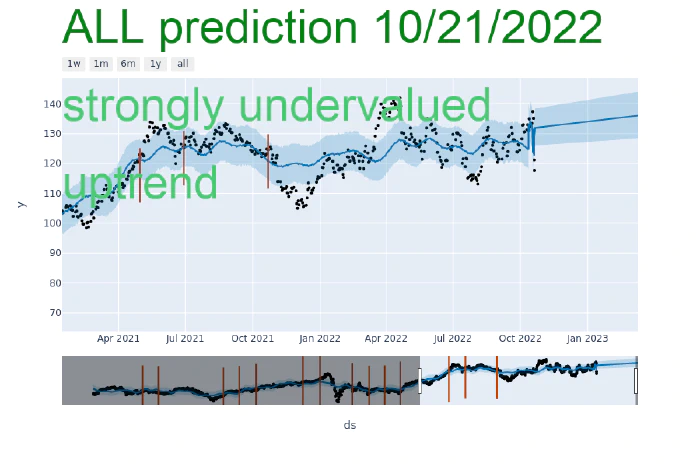 ALL prediction 10/21/2022
1w 1m 6m 1y all
strongly undervalued
uptrend
140
130
120
110
100
90
80
70
y
Apr 2021 Jul 2021 Oct 2021 Jan 2022 Apr 2022 Jul 2022 Oct 2022 Jan 2023
ds